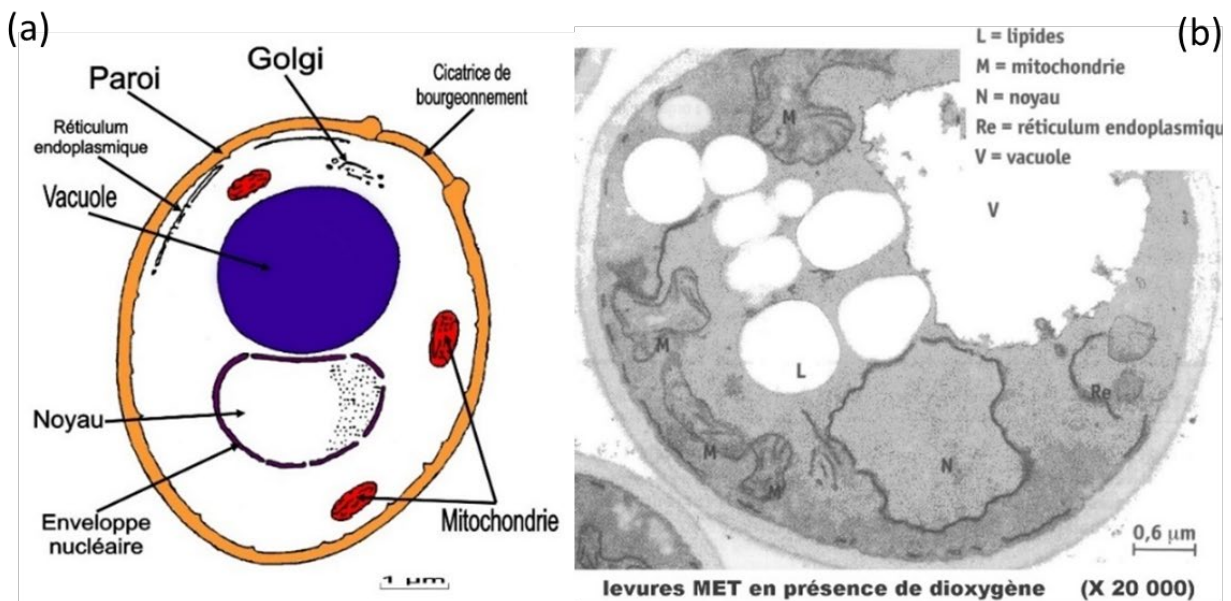 (a)
Golgi
Paroi
Cicatrice de
bourgeonnement
Réticulum
endoplasmique
Vacuole
Noyau
Enveloppe
nucléaire
Mitochondrie
1 µm
(b)
L = lipides
M = mitochondrie
N = noyau
Re = réticulum endoplasmiqu
V = vacuole
M
V
M
L
Re
M
N
M
0,6 µm
levures MET en présence de dioxygène (X 20 000)